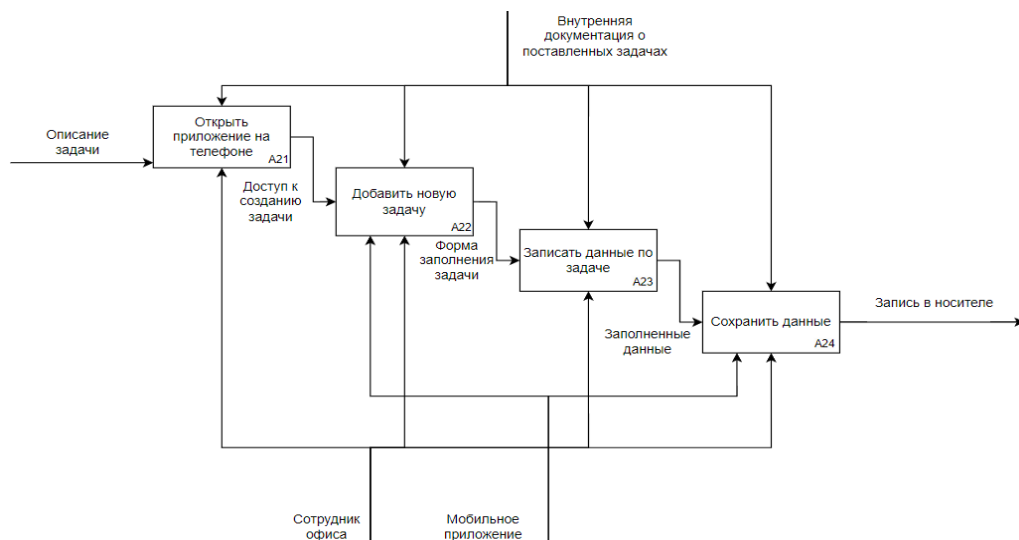 Внутренняя
документация о
поставленных задачах
Описание
задачи
Открыть
приложение на
телефоне
A21
Доступ к
созданию
задачи
Добавить новую
задачу
A22
Форма
заполнения
задачи
Записать данные по
задаче
A23
Заполненные
данные
Сохранить данные
A24
Запись в носителе
Сотрудник
офиса
Мобильное
приложение